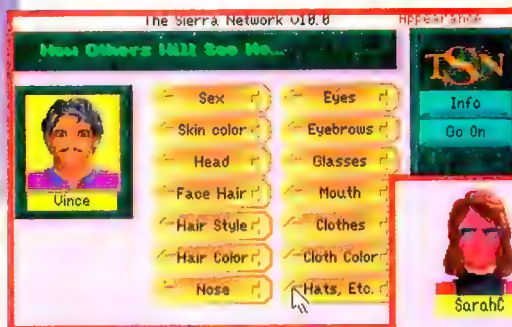 The Sierra Network V10.0
Appearance
How Others Will See Me...
TSN
Info
Go On
Vince
Sex
Skin color
Head
Face Hair
Hair Style
Hair Color
Nose
Eyes
Eyebrows
Glasses
Mouth
Clothes
Cloth Color
Hats, Etc.
SarahC